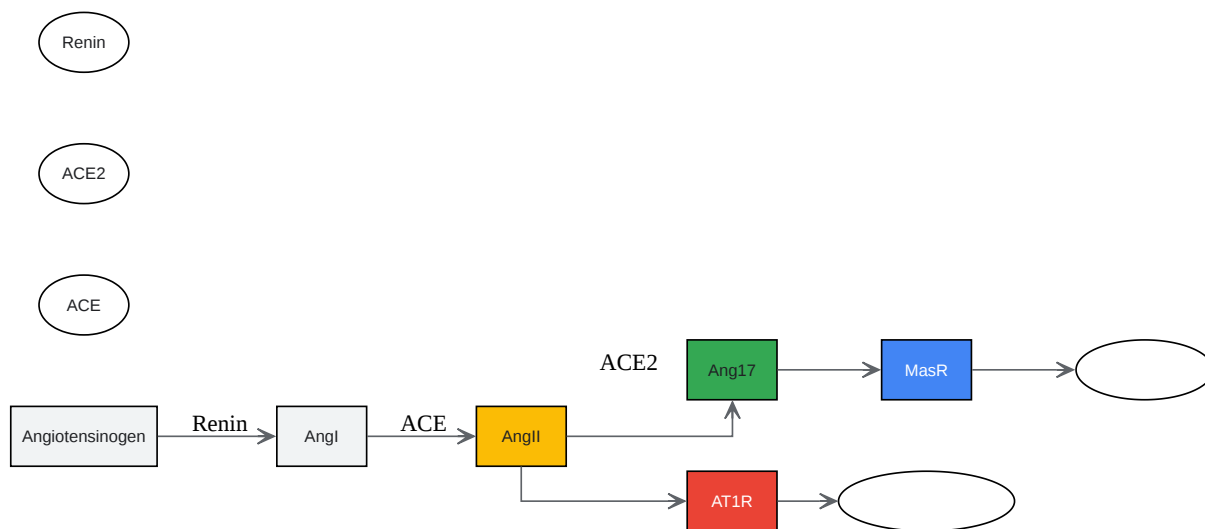 Renin
ACE2
ACE
ACE2
Ang17
MasR
Angiotensinogen
Renin
AngI
ACE
AngII
AT1R